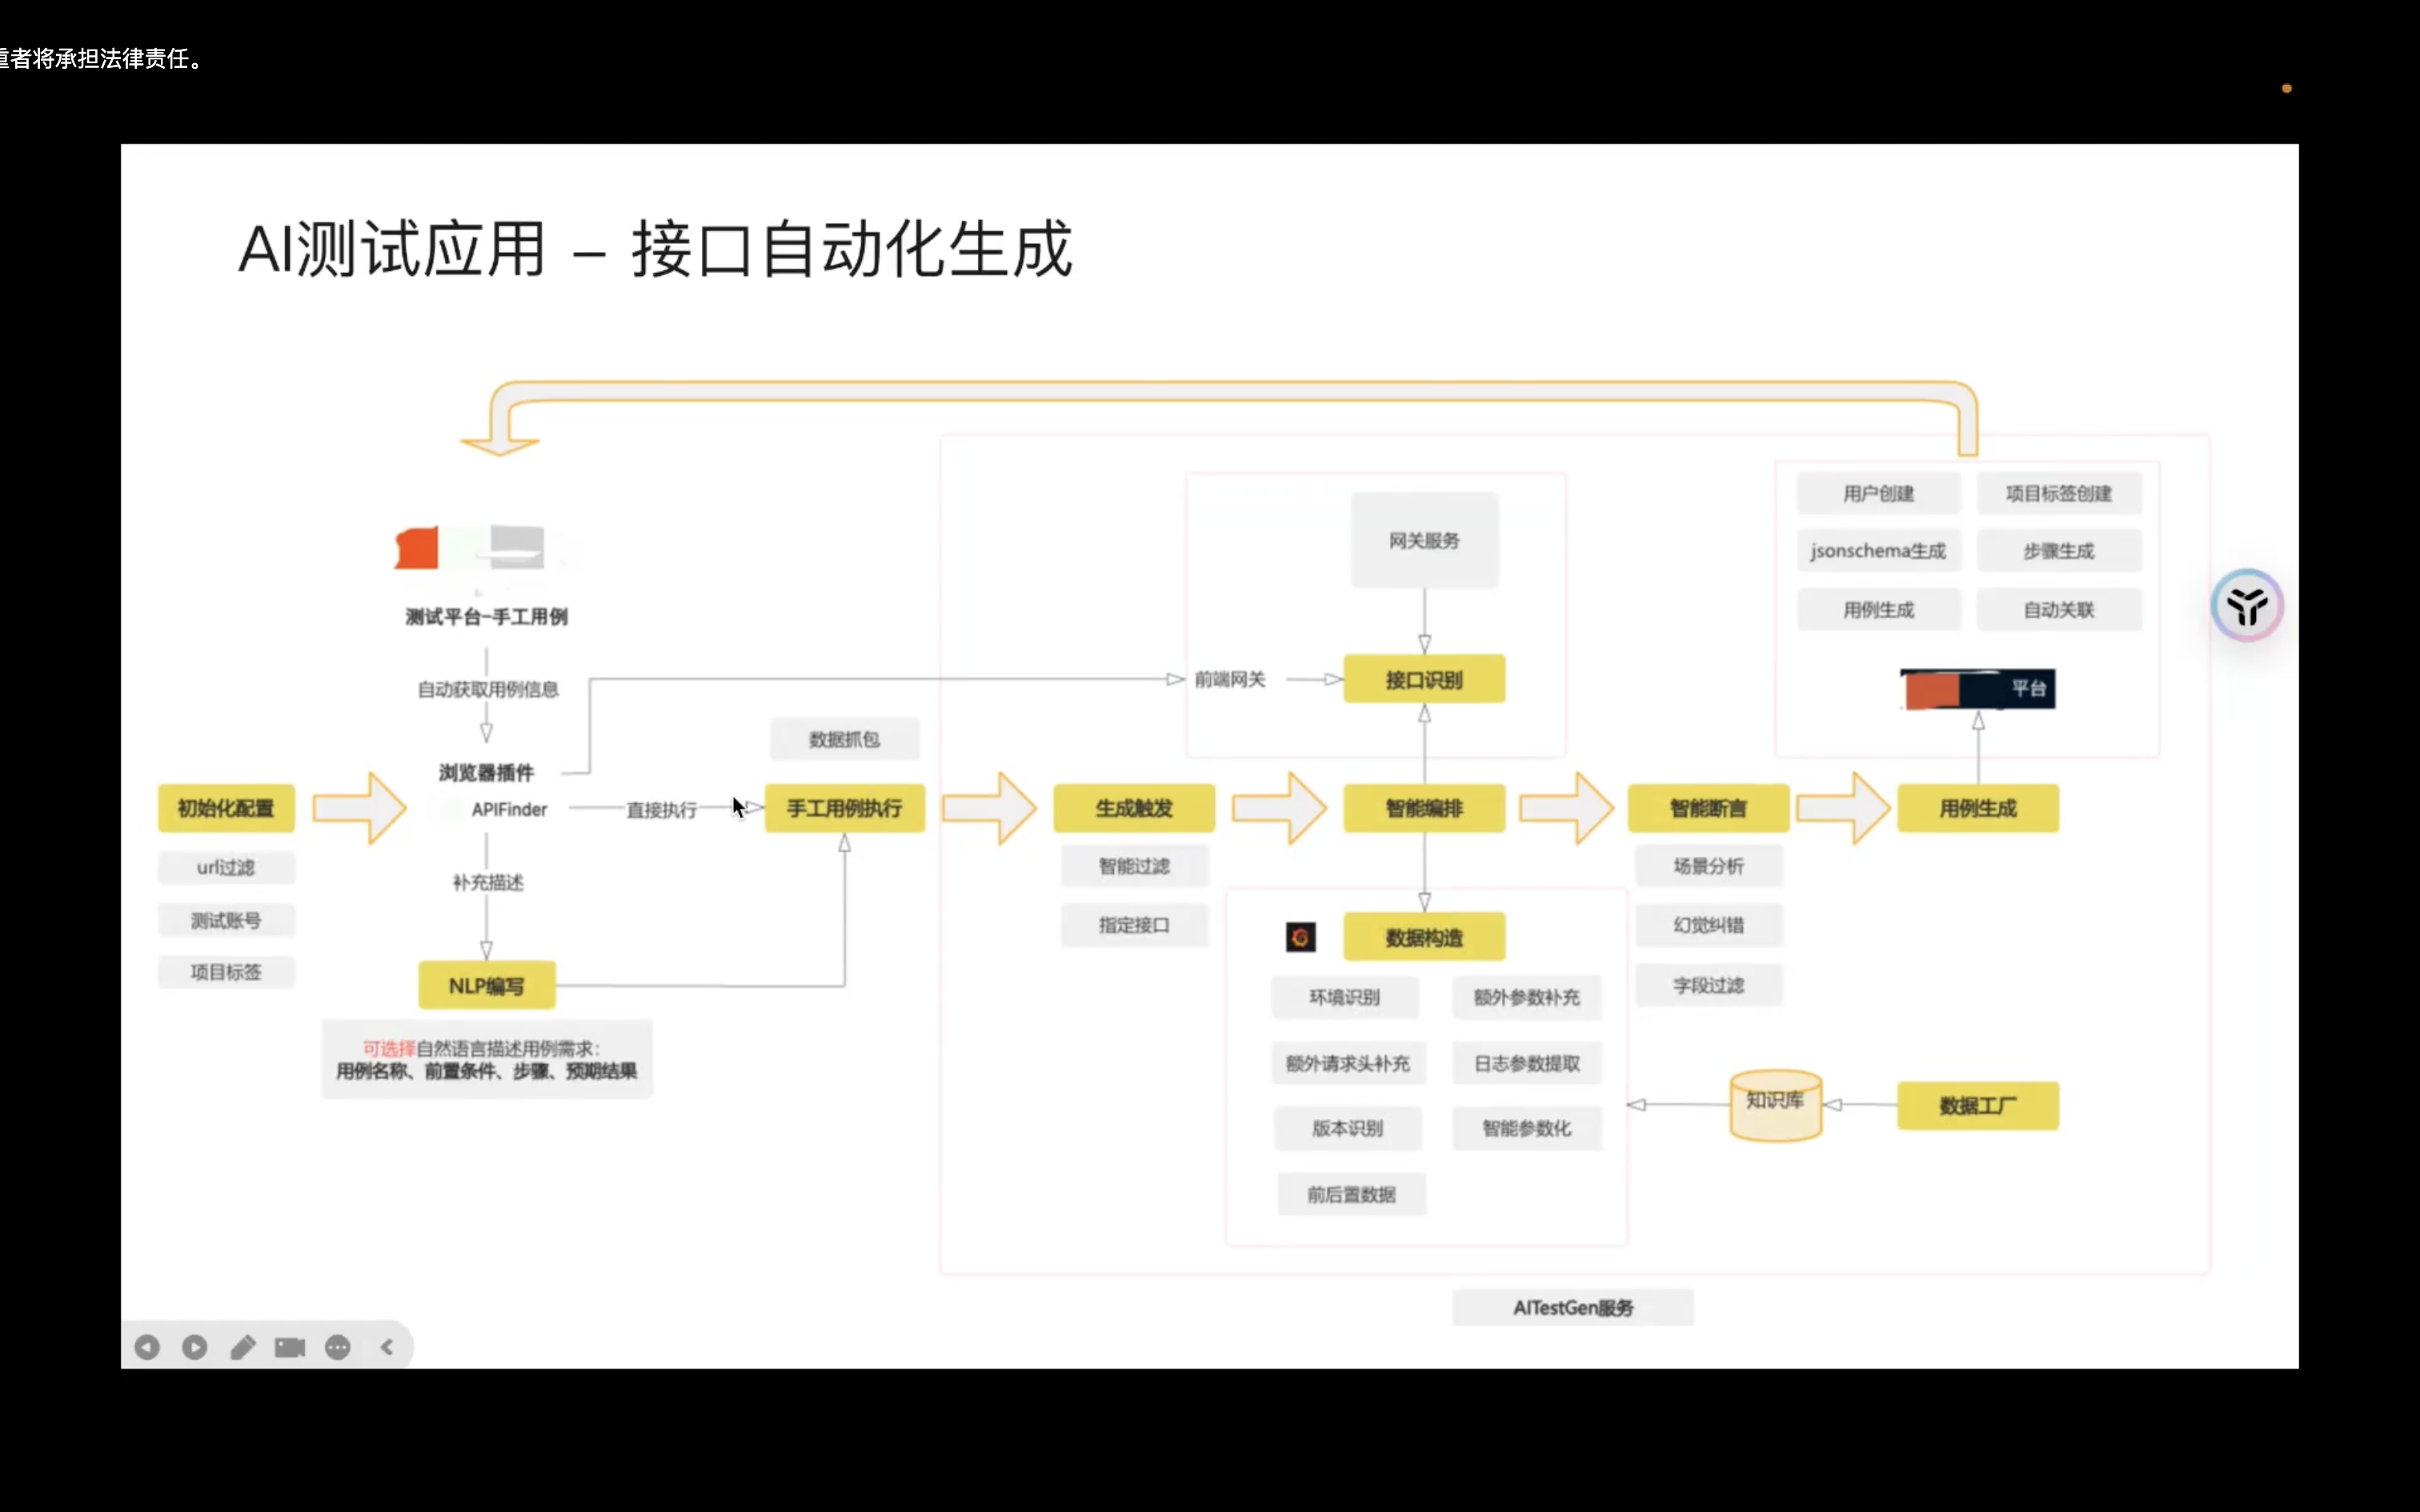 重者将承担法律责任。
AI测试应用 – 接口自动化生成
测试平台-手工用例
自动获取用例信息
浏览器插件
APIFinder
直接执行
补充描述
NLP编写
可选择自然语言描述用例需求：
用例名称、前置条件、步骤、预期结果
初始化配置
url过滤
测试账号
项目标签
数据抓包
手工用例执行
生成触发
智能过滤
指定接口
网关服务
前端网关
接口识别
智能编排
数据构造
环境识别
额外参数补充
额外请求头补充
日志参数提取
版本识别
智能参数化
前后置数据
智能断言
场景分析
幻觉纠错
字段过滤
用户创建
项目标签创建
jsonschema生成
步骤生成
用例生成
自动关联
平台
用例生成
知识库
数据工厂
AITestGen服务